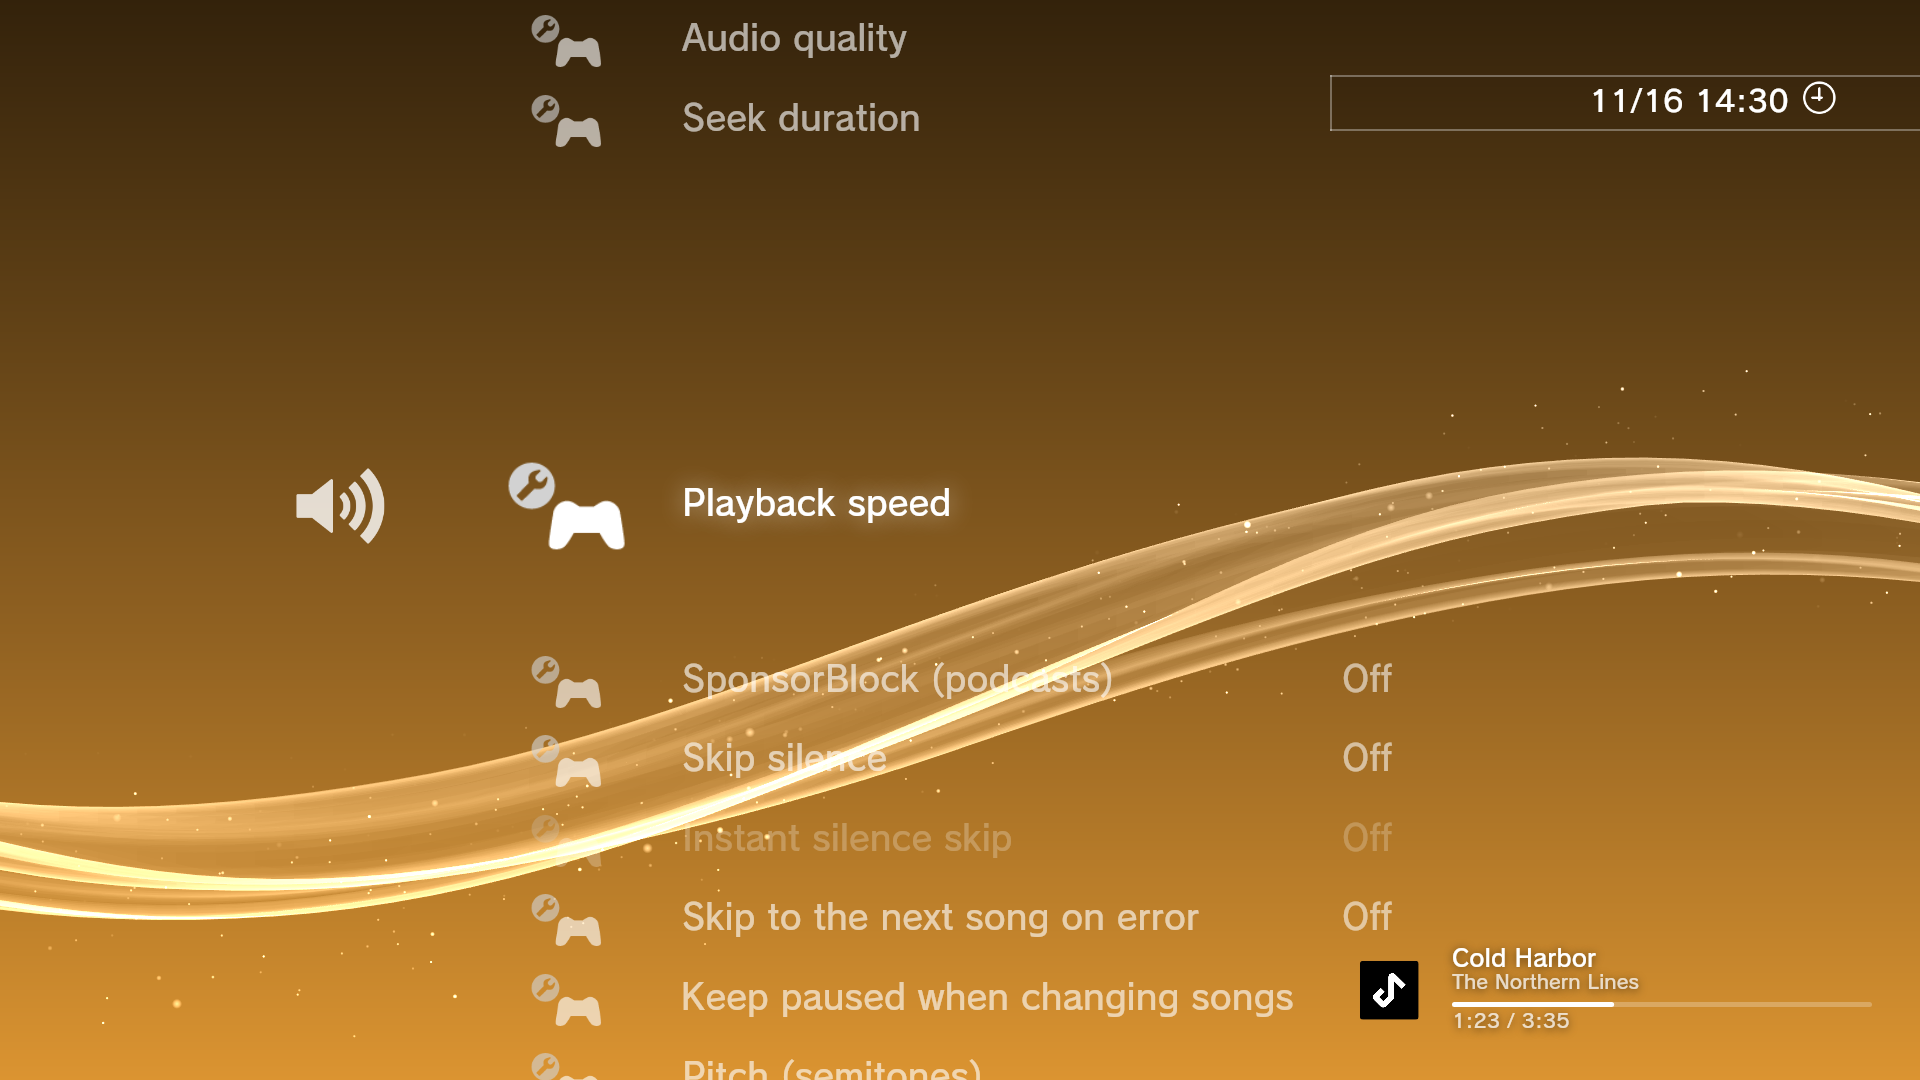 Audio quality
Seek duration
11/16 14:30
Playback speed
SponsorBlock (podcasts) Off
Skip silence Off
Instant silence skip Off
Skip to the next song on error Off
Keep paused when changing songs
Pitch (semitones)
Cold Harbor
The Northern Lines
1:23 / 3:35